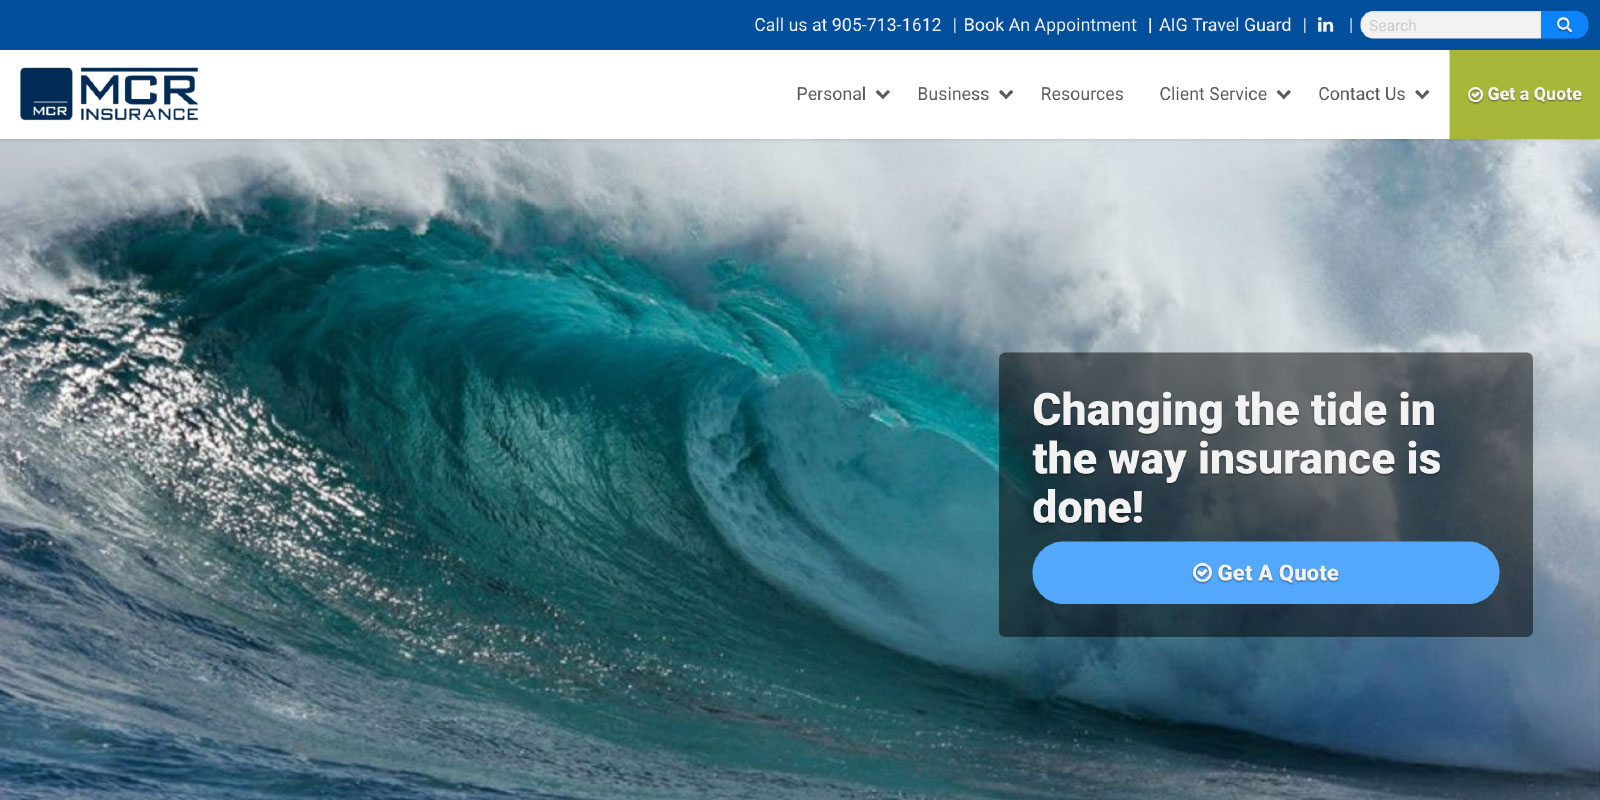 Call us at 905-713-1612 | Book An Appointment | AIG Travel Guard | in | Search
MCR
MCR
INSURANCE
Personal Business Resources Client Service Contact Us Get a Quote
Changing the tide in
the way insurance is
done!
Get A Quote